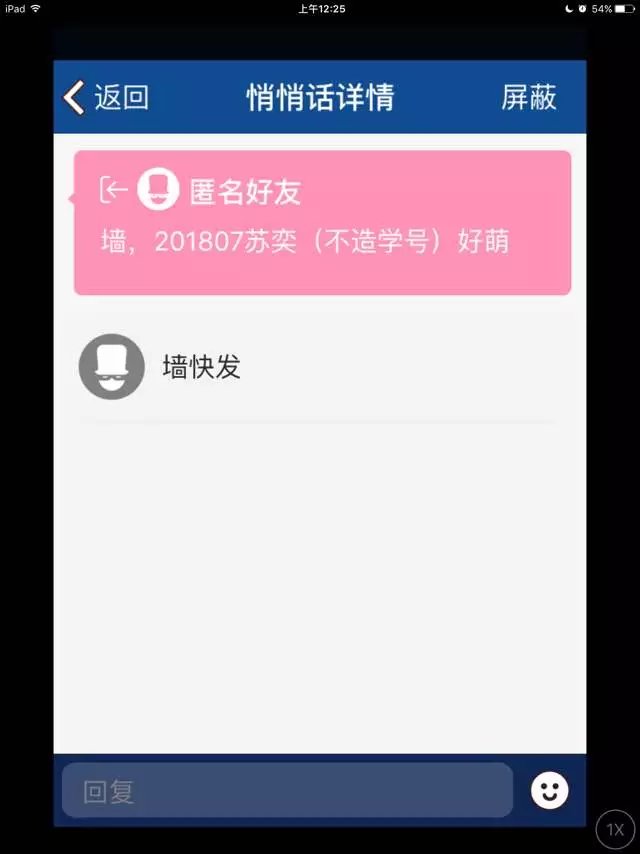 iPad 上午12:25 54%
返回 悄悄话详情 屏蔽
匿名好友
墙，201807苏奕（不造学号）好萌
墙快发
回复
1X